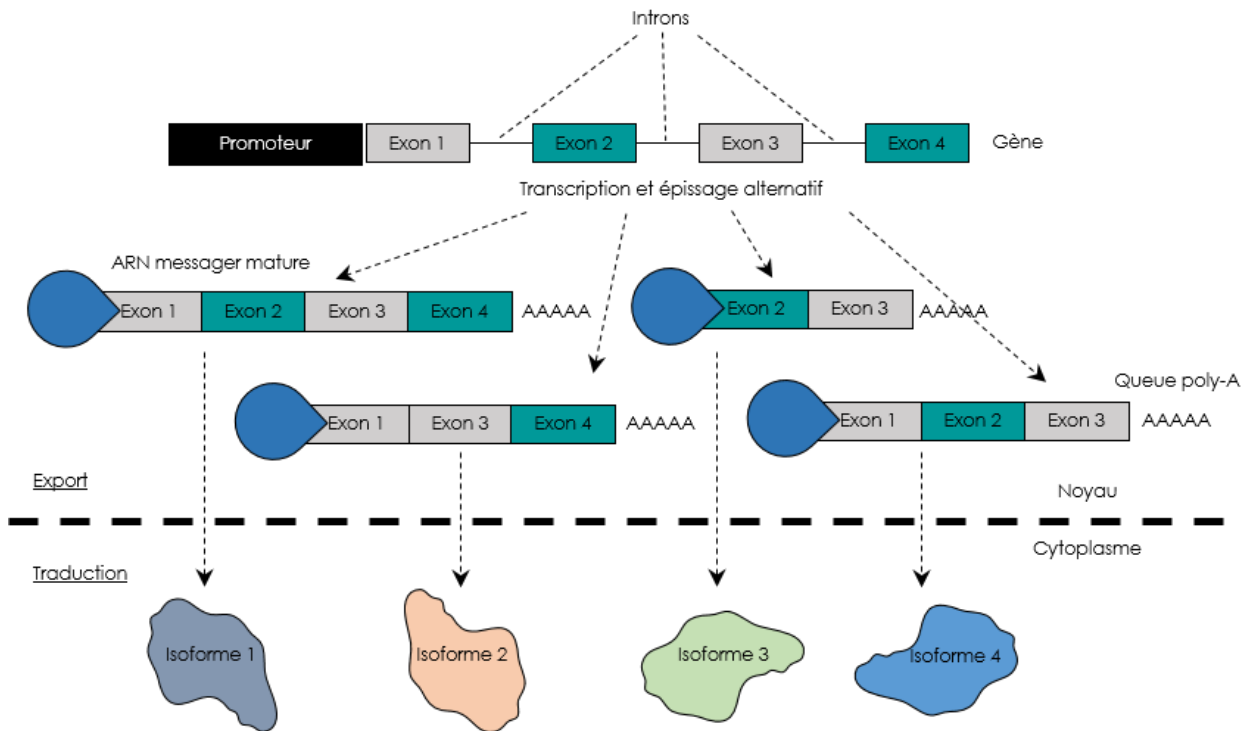 Introns
Promoteur Exon 1 Exon 2 Exon 3 Exon 4 Gène
Transcription et épissage alternatif
ARN messager mature
Exon 1 Exon 2 Exon 3 Exon 4 AAAAA
Exon 2 Exon 3 AAAAA
Queue poly-A
Exon 1 Exon 3 Exon 4 AAAAA
Exon 1 Exon 2 Exon 3 AAAAA
Export
Noyau
Cytoplasme
Traduction
Isoforme 1 Isoforme 2 Isoforme 3 Isoforme 4